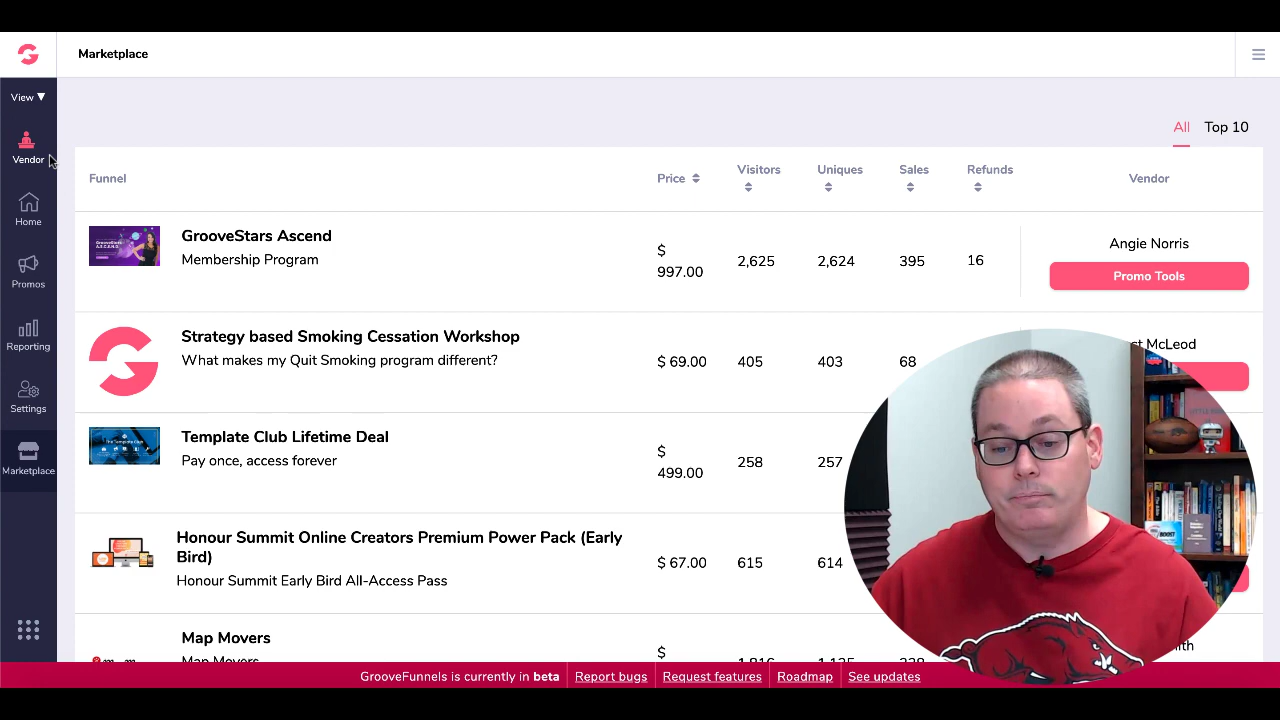 Marketplace
View ▼
Vendor
Home
Promos
Reporting
Settings
Marketplace
All Top 10
Funnel Price Visitors Uniques Sales Refunds Vendor
GrooveStars Ascend
Membership Program
$
997.00
2,625 2,624 395 16
Angie Norris
Promo Tools
Strategy based Smoking Cessation Workshop
What makes my Quit Smoking program different?
$ 69.00 405 403 68
McLeod
Template Club Lifetime Deal
Pay once, access forever
$
499.00
258 257
Honour Summit Online Creators Premium Power Pack (Early
Bird)
Honour Summit Early Bird All-Access Pass
$ 67.00 615 614
Map Movers
Map Movers
$
GrooveFunnels is currently in beta Report bugs Request features Roadmap See updates